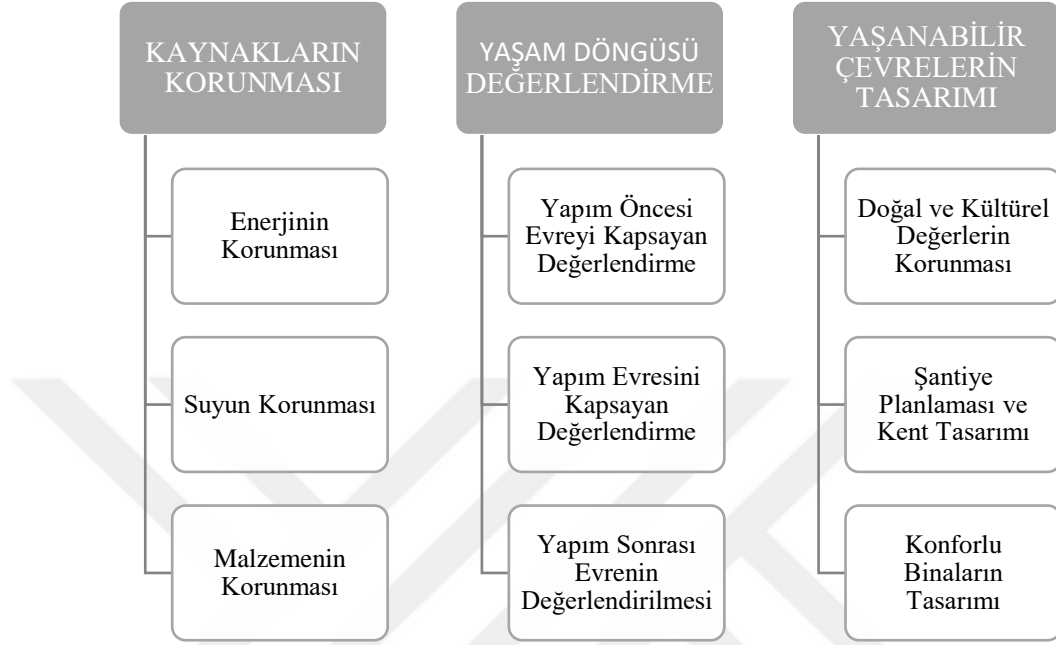 KAYNAKLARIN
KORUNMASI
Enerjinin
Korunması
Suyun Korunması
Malzemenin
Korunması
YAŞAM DÖNGÜSÜ
DEĞERLENDİRME
Yapım Öncesi
Evreyi Kapsayan
Değerlendirme
Yapım Evresini
Kapsayan
Değerlendirme
Yapım Sonrası
Evrenin
Değerlendirilmesi
YAŞANABİLİR
ÇEVRELERİN
TASARIMI
Doğal ve Kültürel
Değerlerin
Korunması
Şantiye
Planlaması ve
Kent Tasarımı
Konforlu
Binaların
Tasarımı